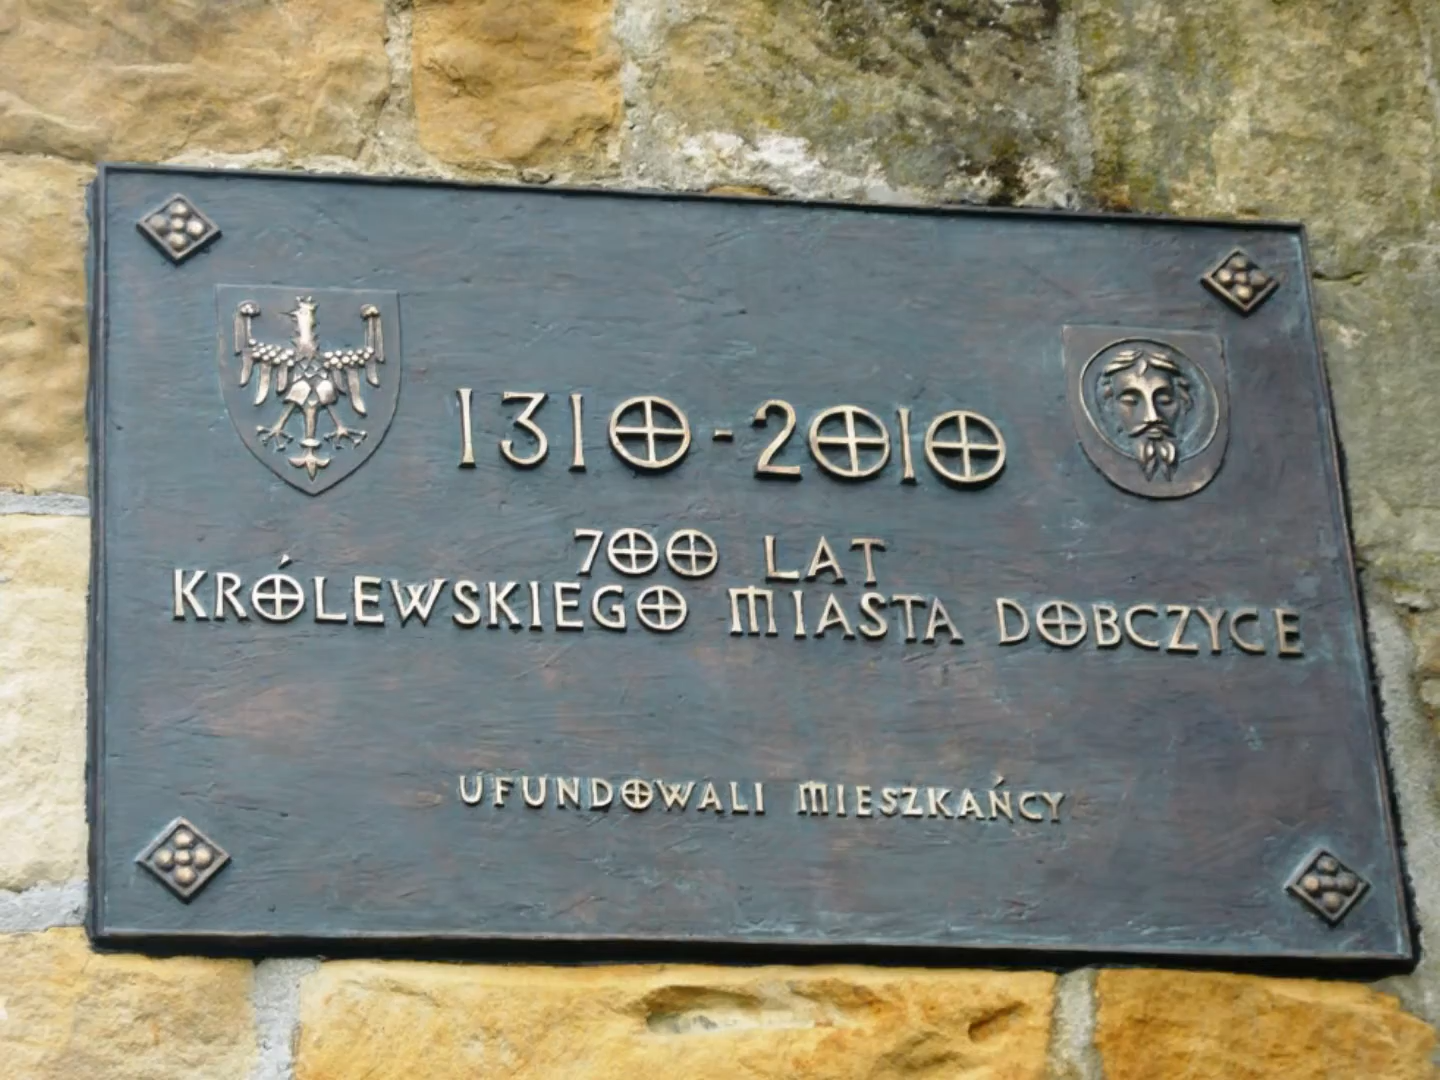 1310-2010
700 LAT
KRÓLEWSKIEGO MIASTA DOBCZYCE
UFUNDOWALI MIESZKAŃCY